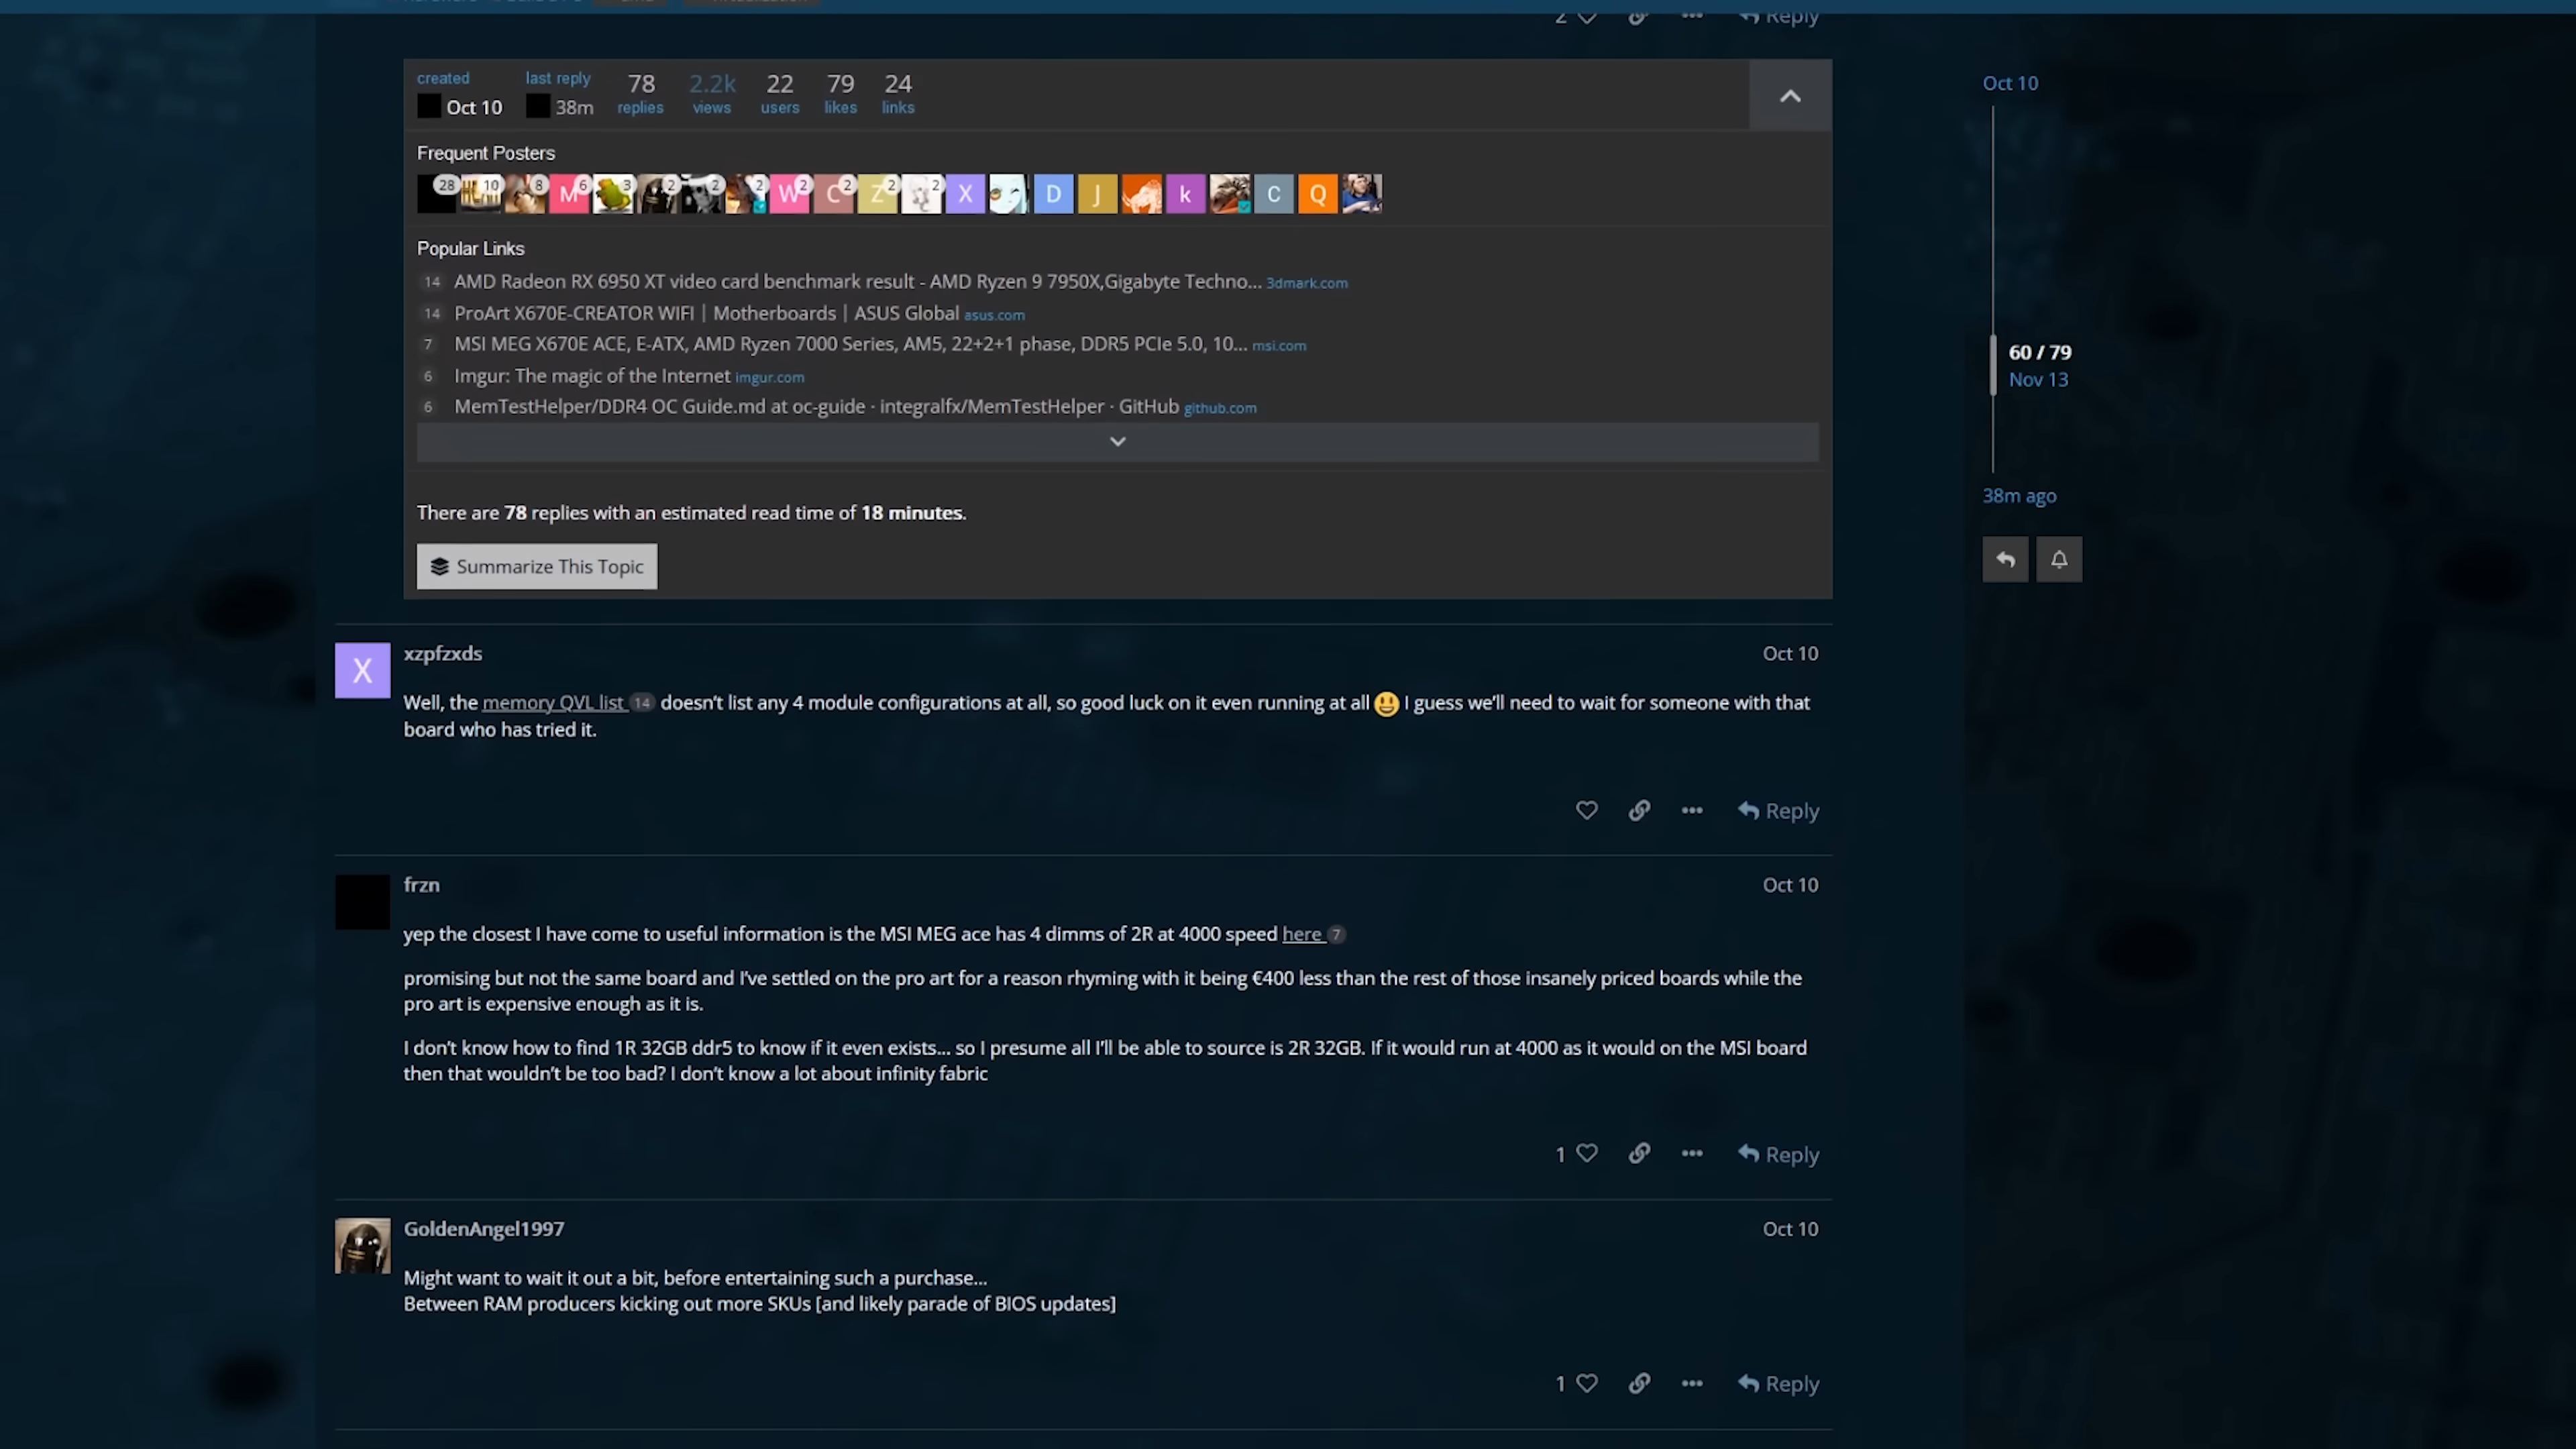 2 Reply
created last reply 78 2.2k 22 79 24
Oct 10 38m replies views users likes links
Oct 10
Frequent Posters
28 10 8 M 6 3 2 2 2 W 2 C 2 Z 2 2 X D J k C Q
Popular Links
14 AMD Radeon RX 6950 XT video card benchmark result - AMD Ryzen 9 7950X,Gigabyte Techno... 3dmark.com
14 ProArt X670E-CREATOR WIFI | Motherboards | ASUS Global asus.com
7 MSI MEG X670E ACE, E-ATX, AMD Ryzen 7000 Series, AM5, 22+2+1 phase, DDR5 PCIe 5.0, 10... msi.com
60 / 79
Nov 13
6 Imgur: The magic of the Internet imgur.com
6 MemTestHelper/DDR4 OC Guide.md at oc-guide · integralfx/MemTestHelper · GitHub github.com
38m ago
There are 78 replies with an estimated read time of 18 minutes.
Summarize This Topic
X xzpfzxds Oct 10
Well, the memory QVL list 14 doesn't list any 4 module configurations at all, so good luck on it even running at all 😃 I guess we'll need to wait for someone with that
board who has tried it.
Reply
frzn Oct 10
yep the closest I have come to useful information is the MSI MEG ace has 4 dimms of 2R at 4000 speed here 7
promising but not the same board and I've settled on the pro art for a reason rhyming with it being €400 less than the rest of those insanely priced boards while the
pro art is expensive enough as it is.
I don't know how to find 1R 32GB ddr5 to know if it even exists... so I presume all I'll be able to source is 2R 32GB. If it would run at 4000 as it would on the MSI board
then that wouldn't be too bad? I don't know a lot about infinity fabric
1 Reply
GoldenAngel1997 Oct 10
Might want to wait it out a bit, before entertaining such a purchase...
Between RAM producers kicking out more SKUs [and likely parade of BIOS updates]
1 Reply